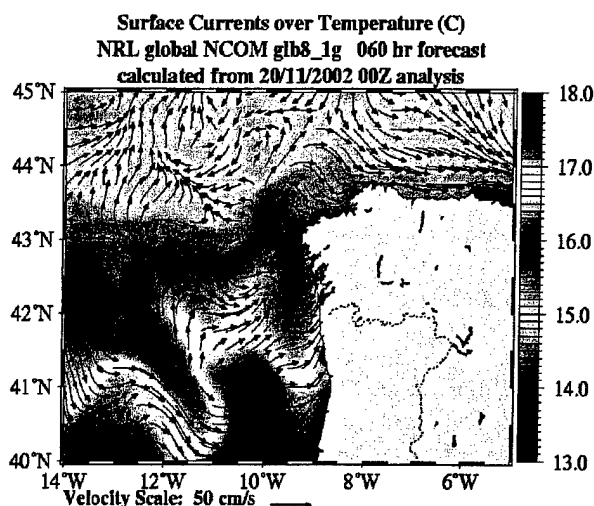 Surface Currents over Temperature (C)
NRL global NCOM glb8_1g 060 hr forecast
calculated from 20/11/2002 00Z analysis
45°N
44°N
43°N
42°N
41°N
40°N
14°W 12°W 10°W 8°W 6°W
18.0
17.0
16.0
15.0
14.0
13.0
Velocity Scale: 50 cm/s